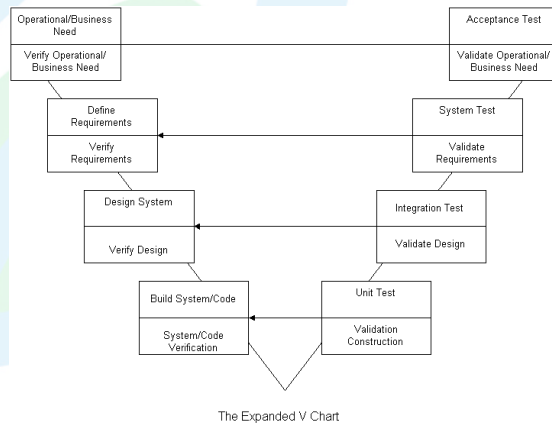 Operational/Business
Need
Verify Operational/
Business Need
Acceptance Test
Validate Operational/
Business Need
Define
Requirements
Verify
Requirements
System Test
Validate
Requirements
Design System
Verify Design
Integration Test
Validate Design
Build System/Code
System/Code
Verification
Unit Test
Validation
Construction
The Expanded V Chart